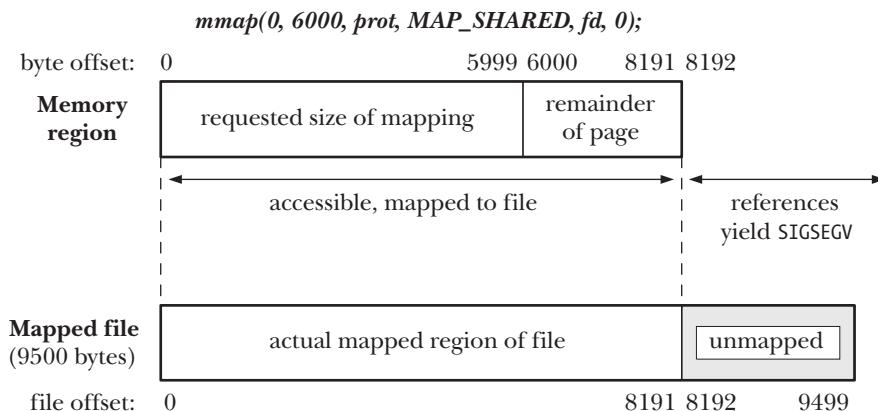 mmap(0, 6000, prot, MAP_SHARED, fd, 0);
byte offset: 0 5999 6000 8191 8192
Memory
region
requested size of mapping
remainder
of page
accessible, mapped to file
references
yield SIGSEGV
Mapped file
(9500 bytes)
actual mapped region of file
unmapped
file offset: 0 8191 8192 9499